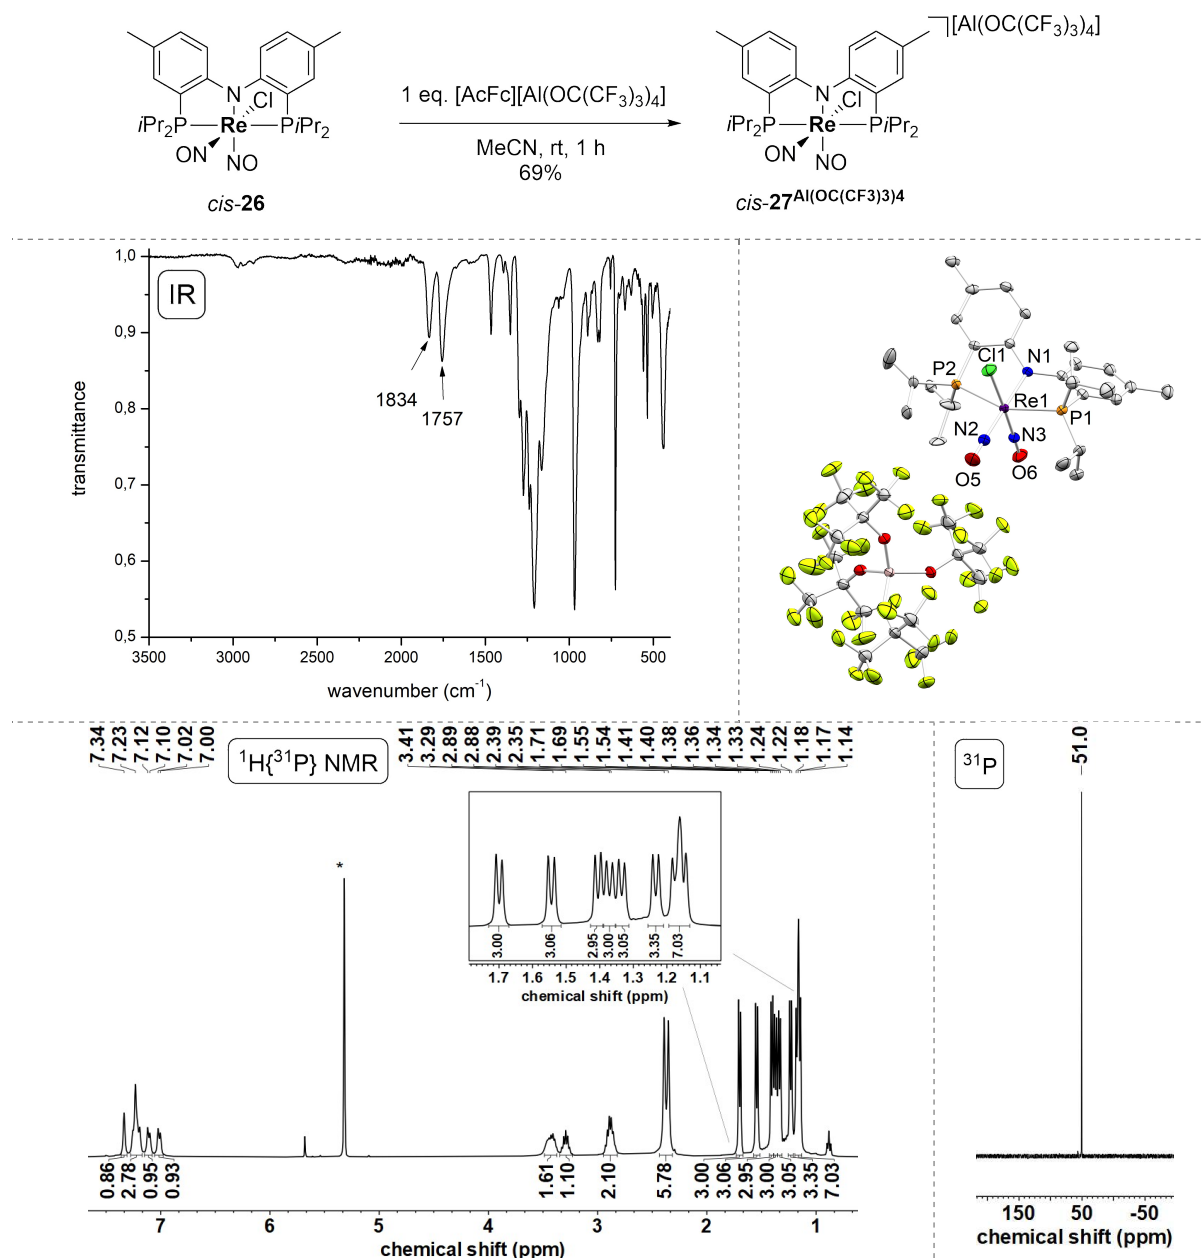 1 eq. [AcFc][Al(OC(CF3)3)4]
MeCN, rt, 1 h
69%
N
Cl
iPr2P
Re
PiPr2
ON
NO
cis-26
[Al(OC(CF3)3)4]
N
Cl
iPr2P
Re
PiPr2
ON
NO
cis-27Al(OC(CF3)3)4
IR
1834
1757
transmittance
1,0
0,9
0,8
0,7
0,6
0,5
3500 3000 2500 2000 1500 1000 500
wavenumber (cm-1)
Cl1
N1
P2
Re1
P1
N2
N3
O5
O6
7.34 7.23 7.12 7.10 7.02 7.00
1H{31P} NMR
3.41 3.29 2.89 2.88 2.39 2.35 1.71 1.69 1.55 1.54 1.41 1.40 1.38 1.36 1.34 1.33 1.24 1.22 1.18 1.17 1.14
*
3.00 3.06 2.95 3.00 3.05 3.35 7.03
1.7 1.6 1.5 1.4 1.3 1.2 1.1
chemical shift (ppm)
0.86 2.78 0.95 0.93 1.61 1.10 2.10 5.78 3.00 3.06 2.95 3.00 3.05 3.35 7.03
7 6 5 4 3 2 1
chemical shift (ppm)
31P
51.0
150 50 -50
chemical shift (ppm)